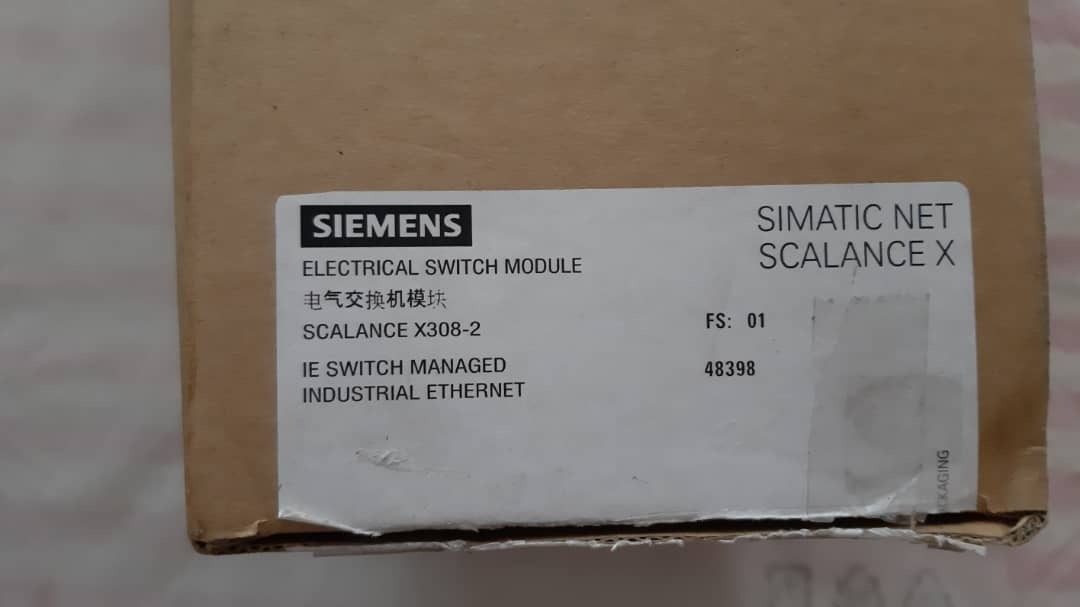 SIEMENS
SIMATIC NET
SCALANCE X
ELECTRICAL SWITCH MODULE
电气交换机模块
SCALANCE X308-2
FS: 01
IE SWITCH MANAGED
48398
INDUSTRIAL ETHERNET